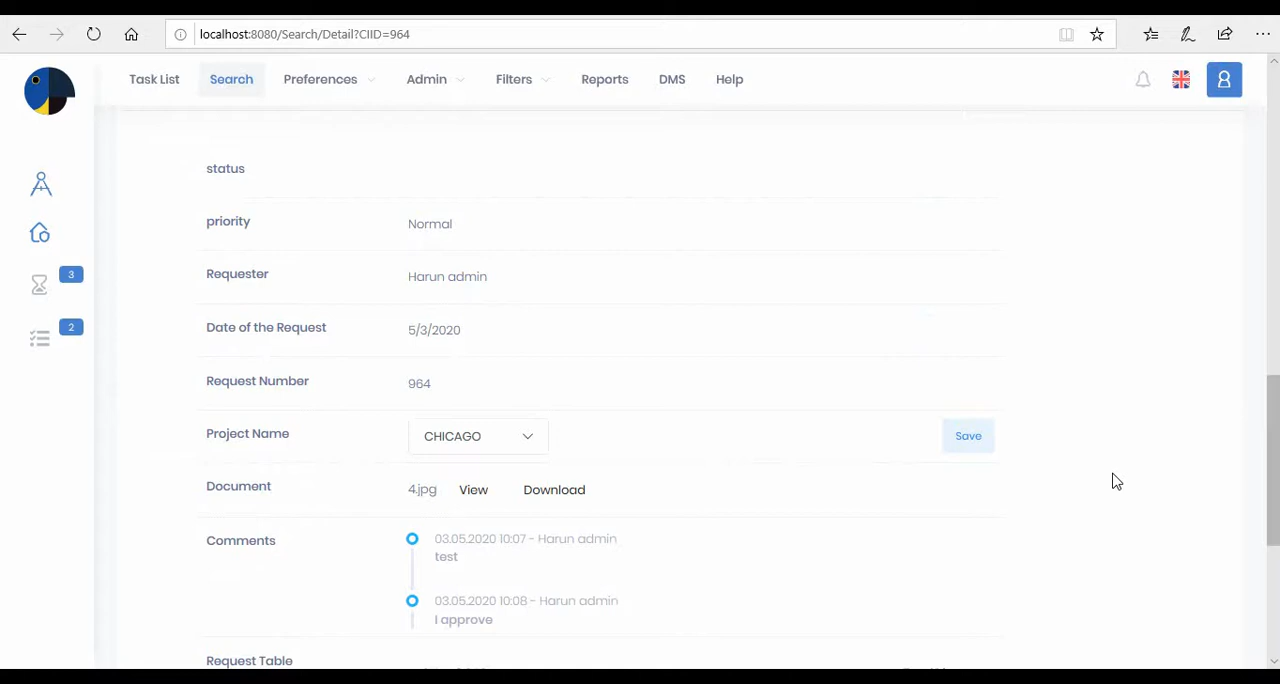 localhost:8080/Search/Detail?CIID=964
Task List Search Preferences Admin Filters Reports DMS Help
status
priority Normal
Requester Harun admin
3
Date of the Request 5/3/2020
2
Request Number 964
Project Name CHICAGO Save
Document 4.jpg View Download
Comments 03.05.2020 10:07 - Harun admin
test
03.05.2020 10:08 - Harun admin
I approve
Request Table